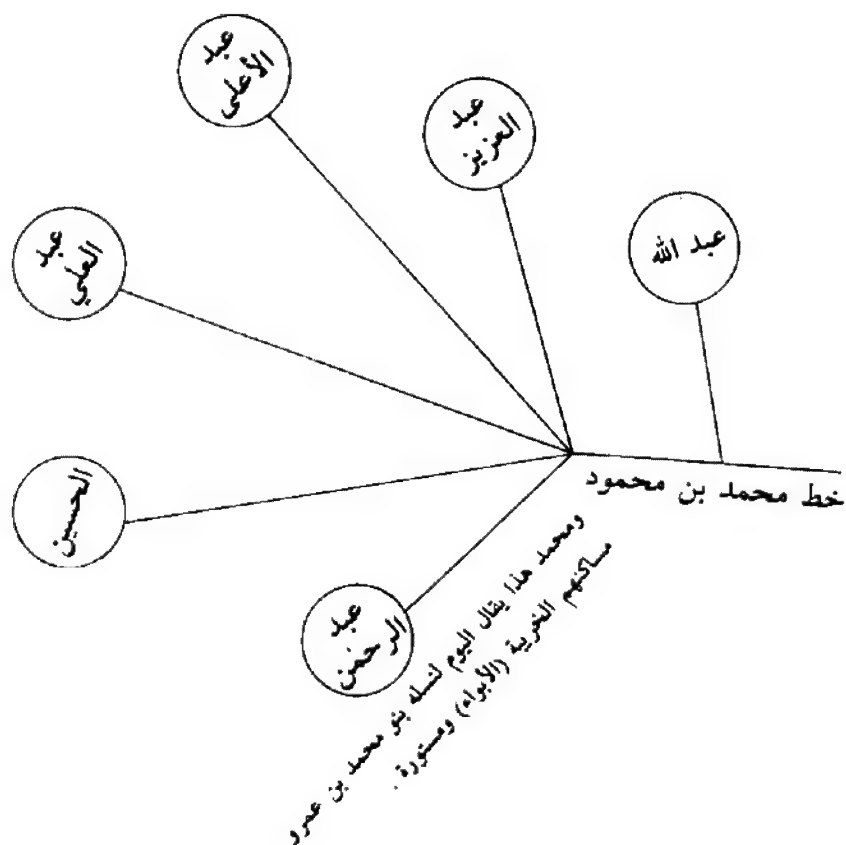 عبد
الأعلى
عبد
العزيز
عبد الله
عبد
العلي
الحسين
عبد
الرحمن
خط محمد بن محمود
ومحمد هذا يقال اليوم لنسله بنو محمد بن عمرو
مساكنهم الخريبة (الأبواء) ومستورة .